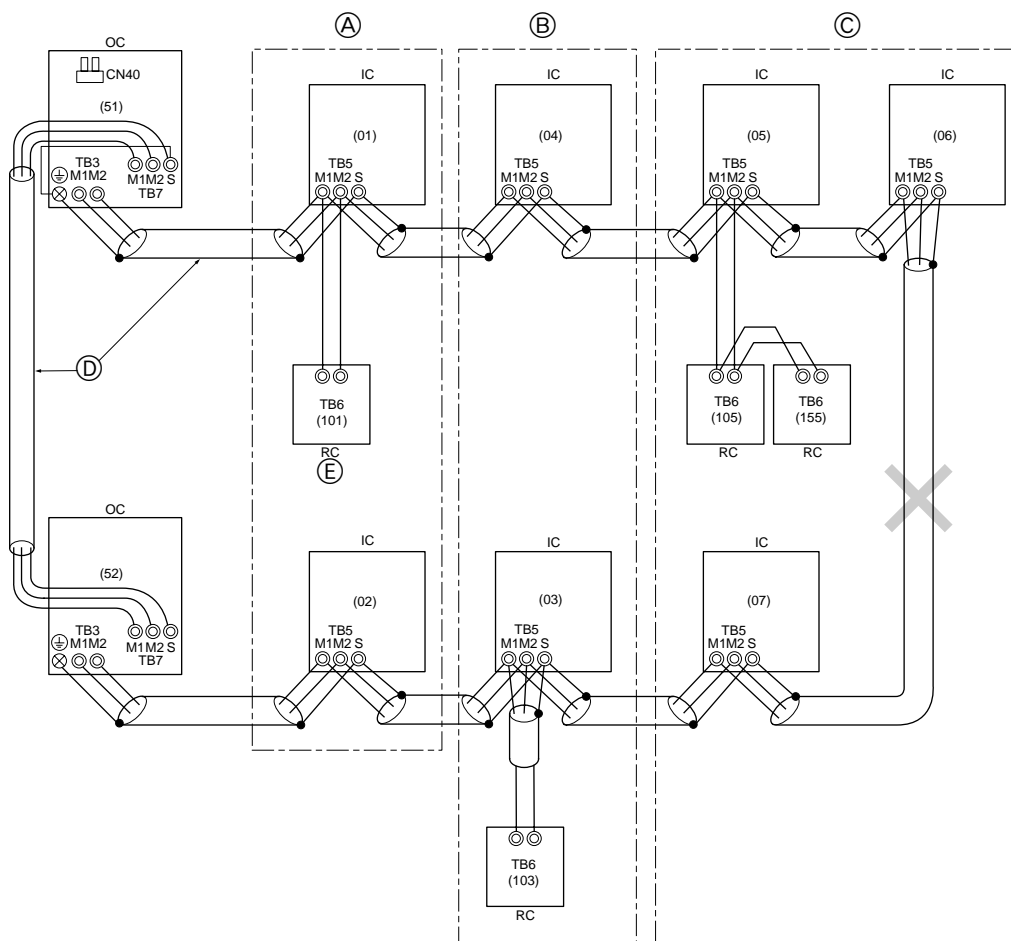 A
B
C
OC
CN40
(51)
TB3
M1M2
M1M2 S
TB7
IC
(01)
TB5
M1M2 S
IC
(04)
TB5
M1M2 S
IC
(05)
TB5
M1M2 S
IC
(06)
TB5
M1M2 S
D
TB6
(101)
RC
E
TB6
(105)
RC
TB6
(155)
RC
OC
(52)
TB3
M1M2
M1M2 S
TB7
IC
(02)
TB5
M1M2 S
IC
(03)
TB5
M1M2 S
IC
(07)
TB5
M1M2 S
TB6
(103)
RC